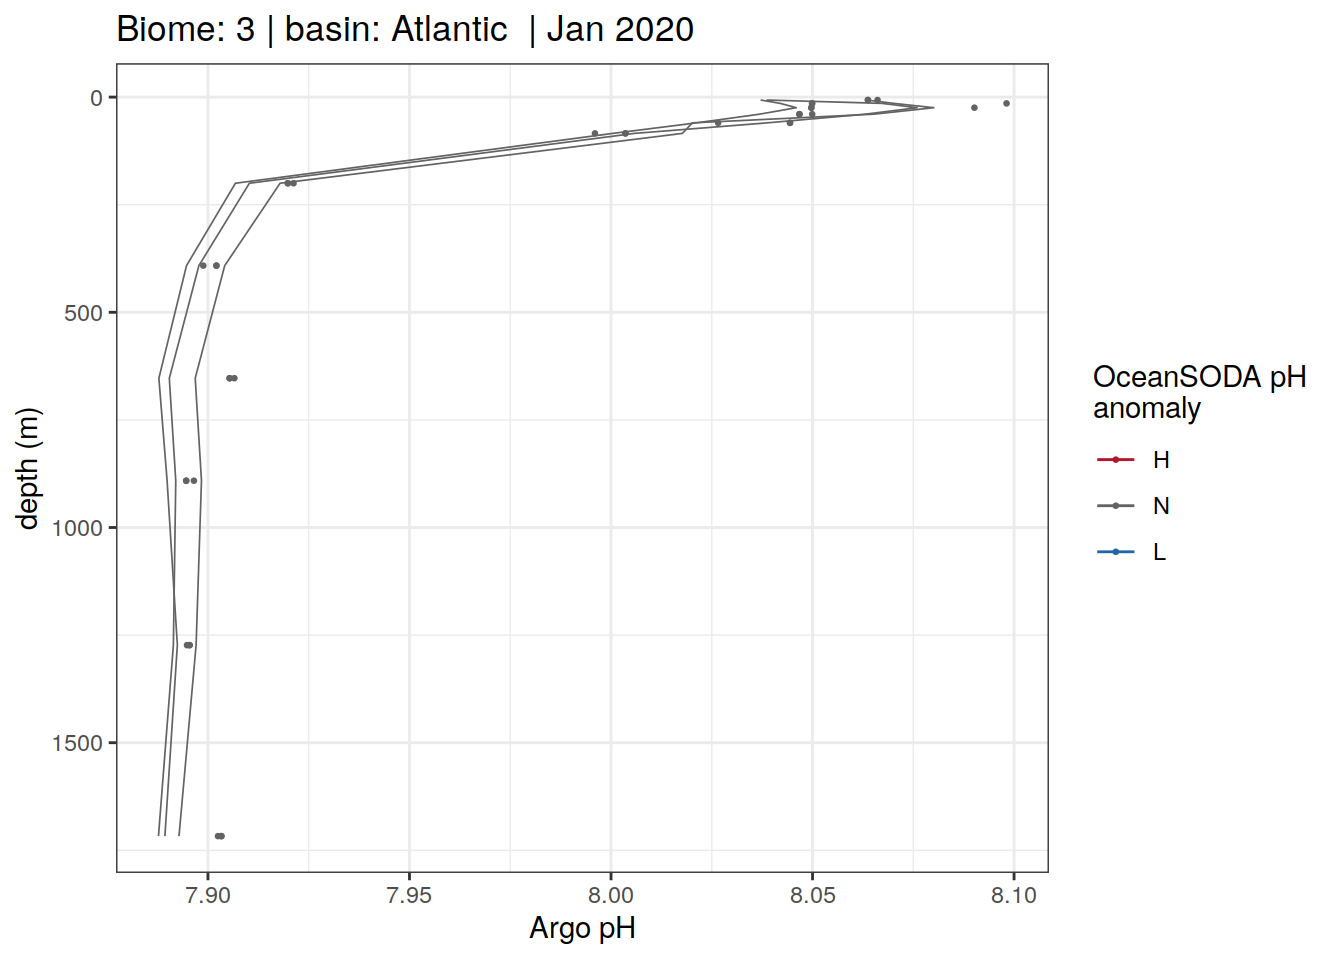 Biome: 3 | basin: Atlantic  | Jan 2020
0
500
1000
1500
depth (m)
7.90
7.95
8.00
8.05
8.10
Argo pH
OceanSODA pH
anomaly
H
N
L